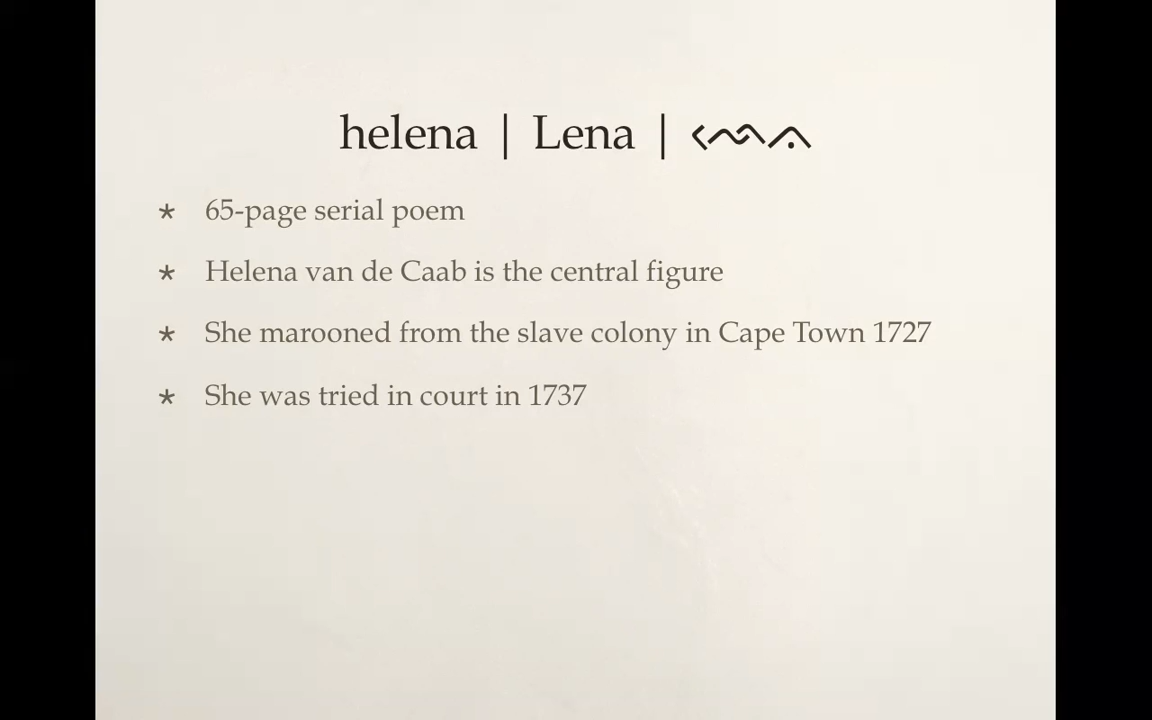 helena | Lena | ᨒᨙᨊ
* 65-page serial poem
* Helena van de Caab is the central figure
* She marooned from the slave colony in Cape Town 1727
* She was tried in court in 1737